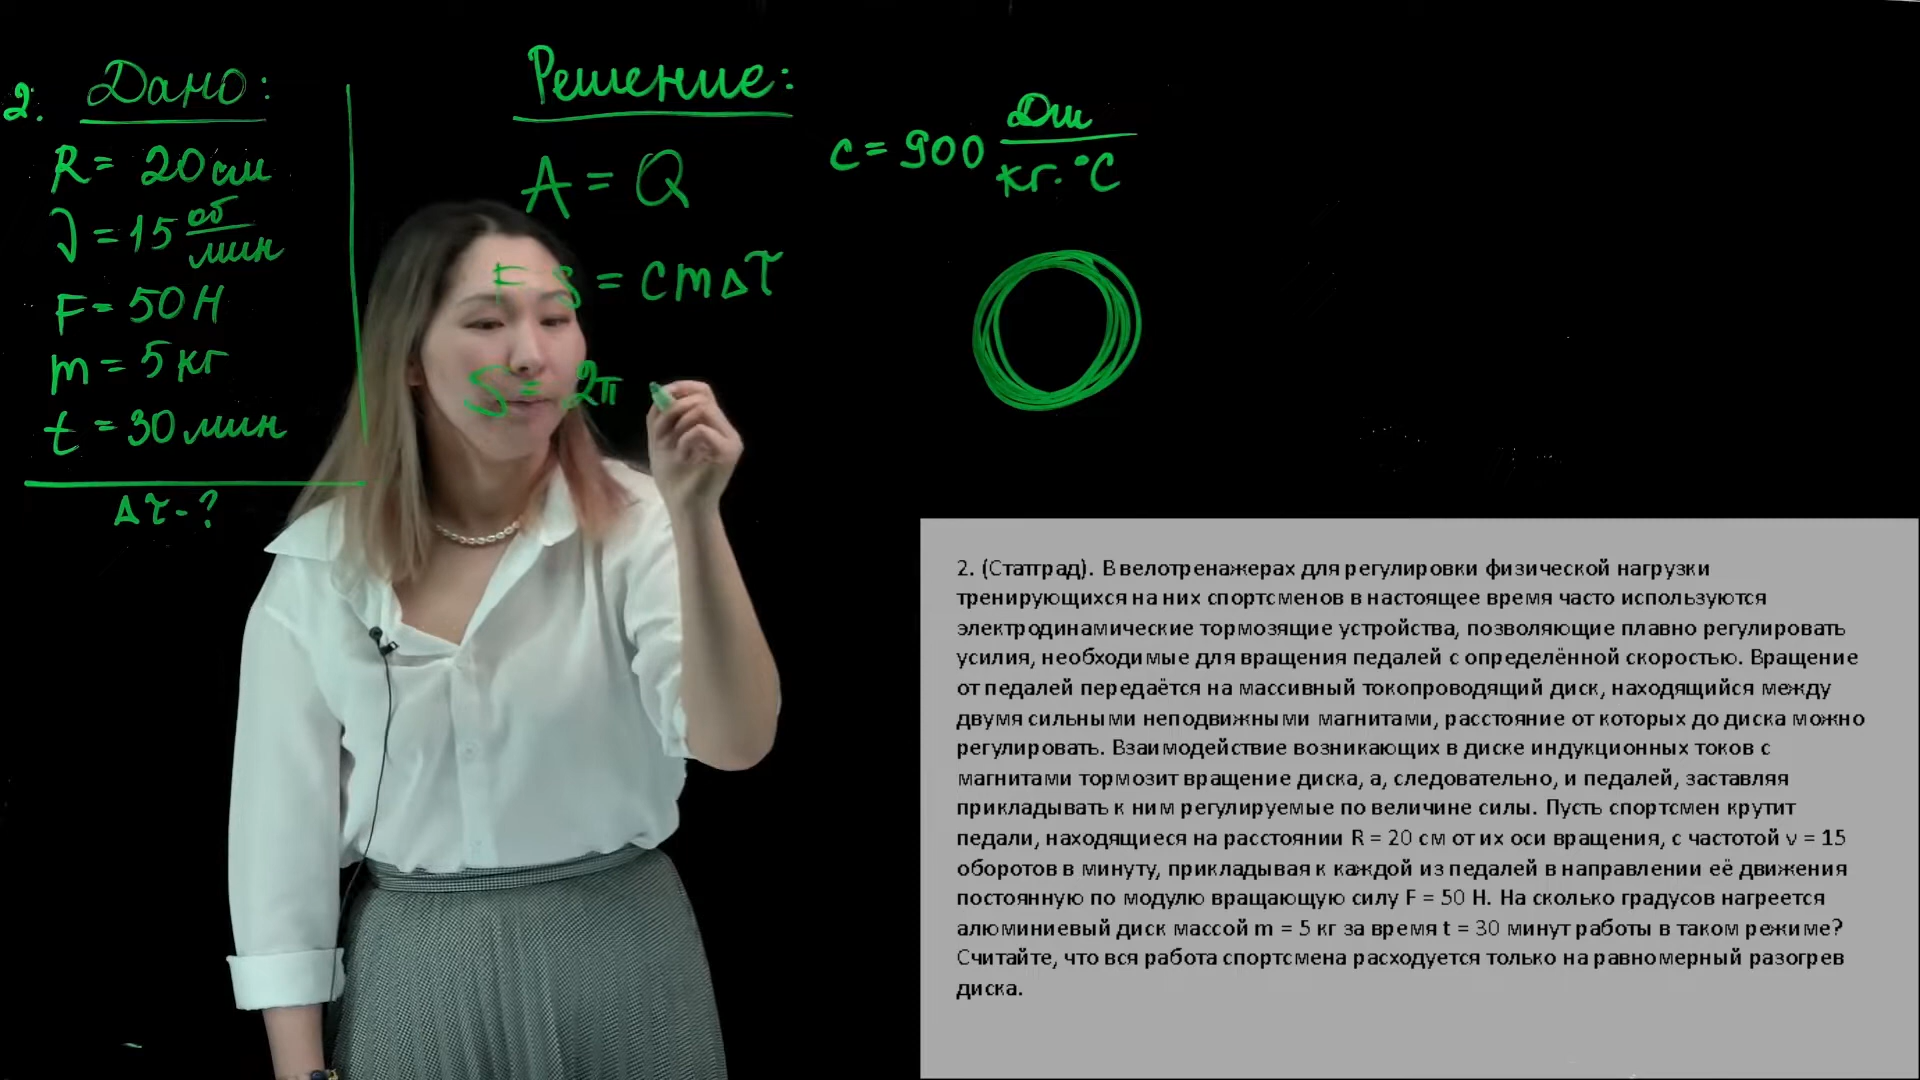 2. Дано:
R = 20 см
ν = 15 об/мин
F = 50 Н
m = 5 кг
t = 30 мин
Δτ - ?
Решение:
A = Q
F S = cmΔτ
S = 2π
c = 900 Дж/кг·°C
2. (Статград). В велотренажерах для регулировки физической нагрузки
тренирующихся на них спортсменов в настоящее время часто используются
электродинамические тормозящие устройства, позволяющие плавно регулировать
усилия, необходимые для вращения педалей с определённой скоростью. Вращение
от педалей передаётся на массивный токопроводящий диск, находящийся между
двумя сильными неподвижными магнитами, расстояние от которых до диска можно
регулировать. Взаимодействие возникающих в диске индукционных токов с
магнитами тормозит вращение диска, а, следовательно, и педалей, заставляя
прикладывать к ним регулируемые по величине силы. Пусть спортсмен крутит
педали, находящиеся на расстоянии R = 20 см от их оси вращения, с частотой ν = 15
оборотов в минуту, прикладывая к каждой из педалей в направлении её движения
постоянную по модулю вращающую силу F = 50 Н. На сколько градусов нагреется
алюминиевый диск массой m = 5 кг за время t = 30 минут работы в таком режиме?
Считайте, что вся работа спортсмена расходуется только на равномерный разогрев
диска.